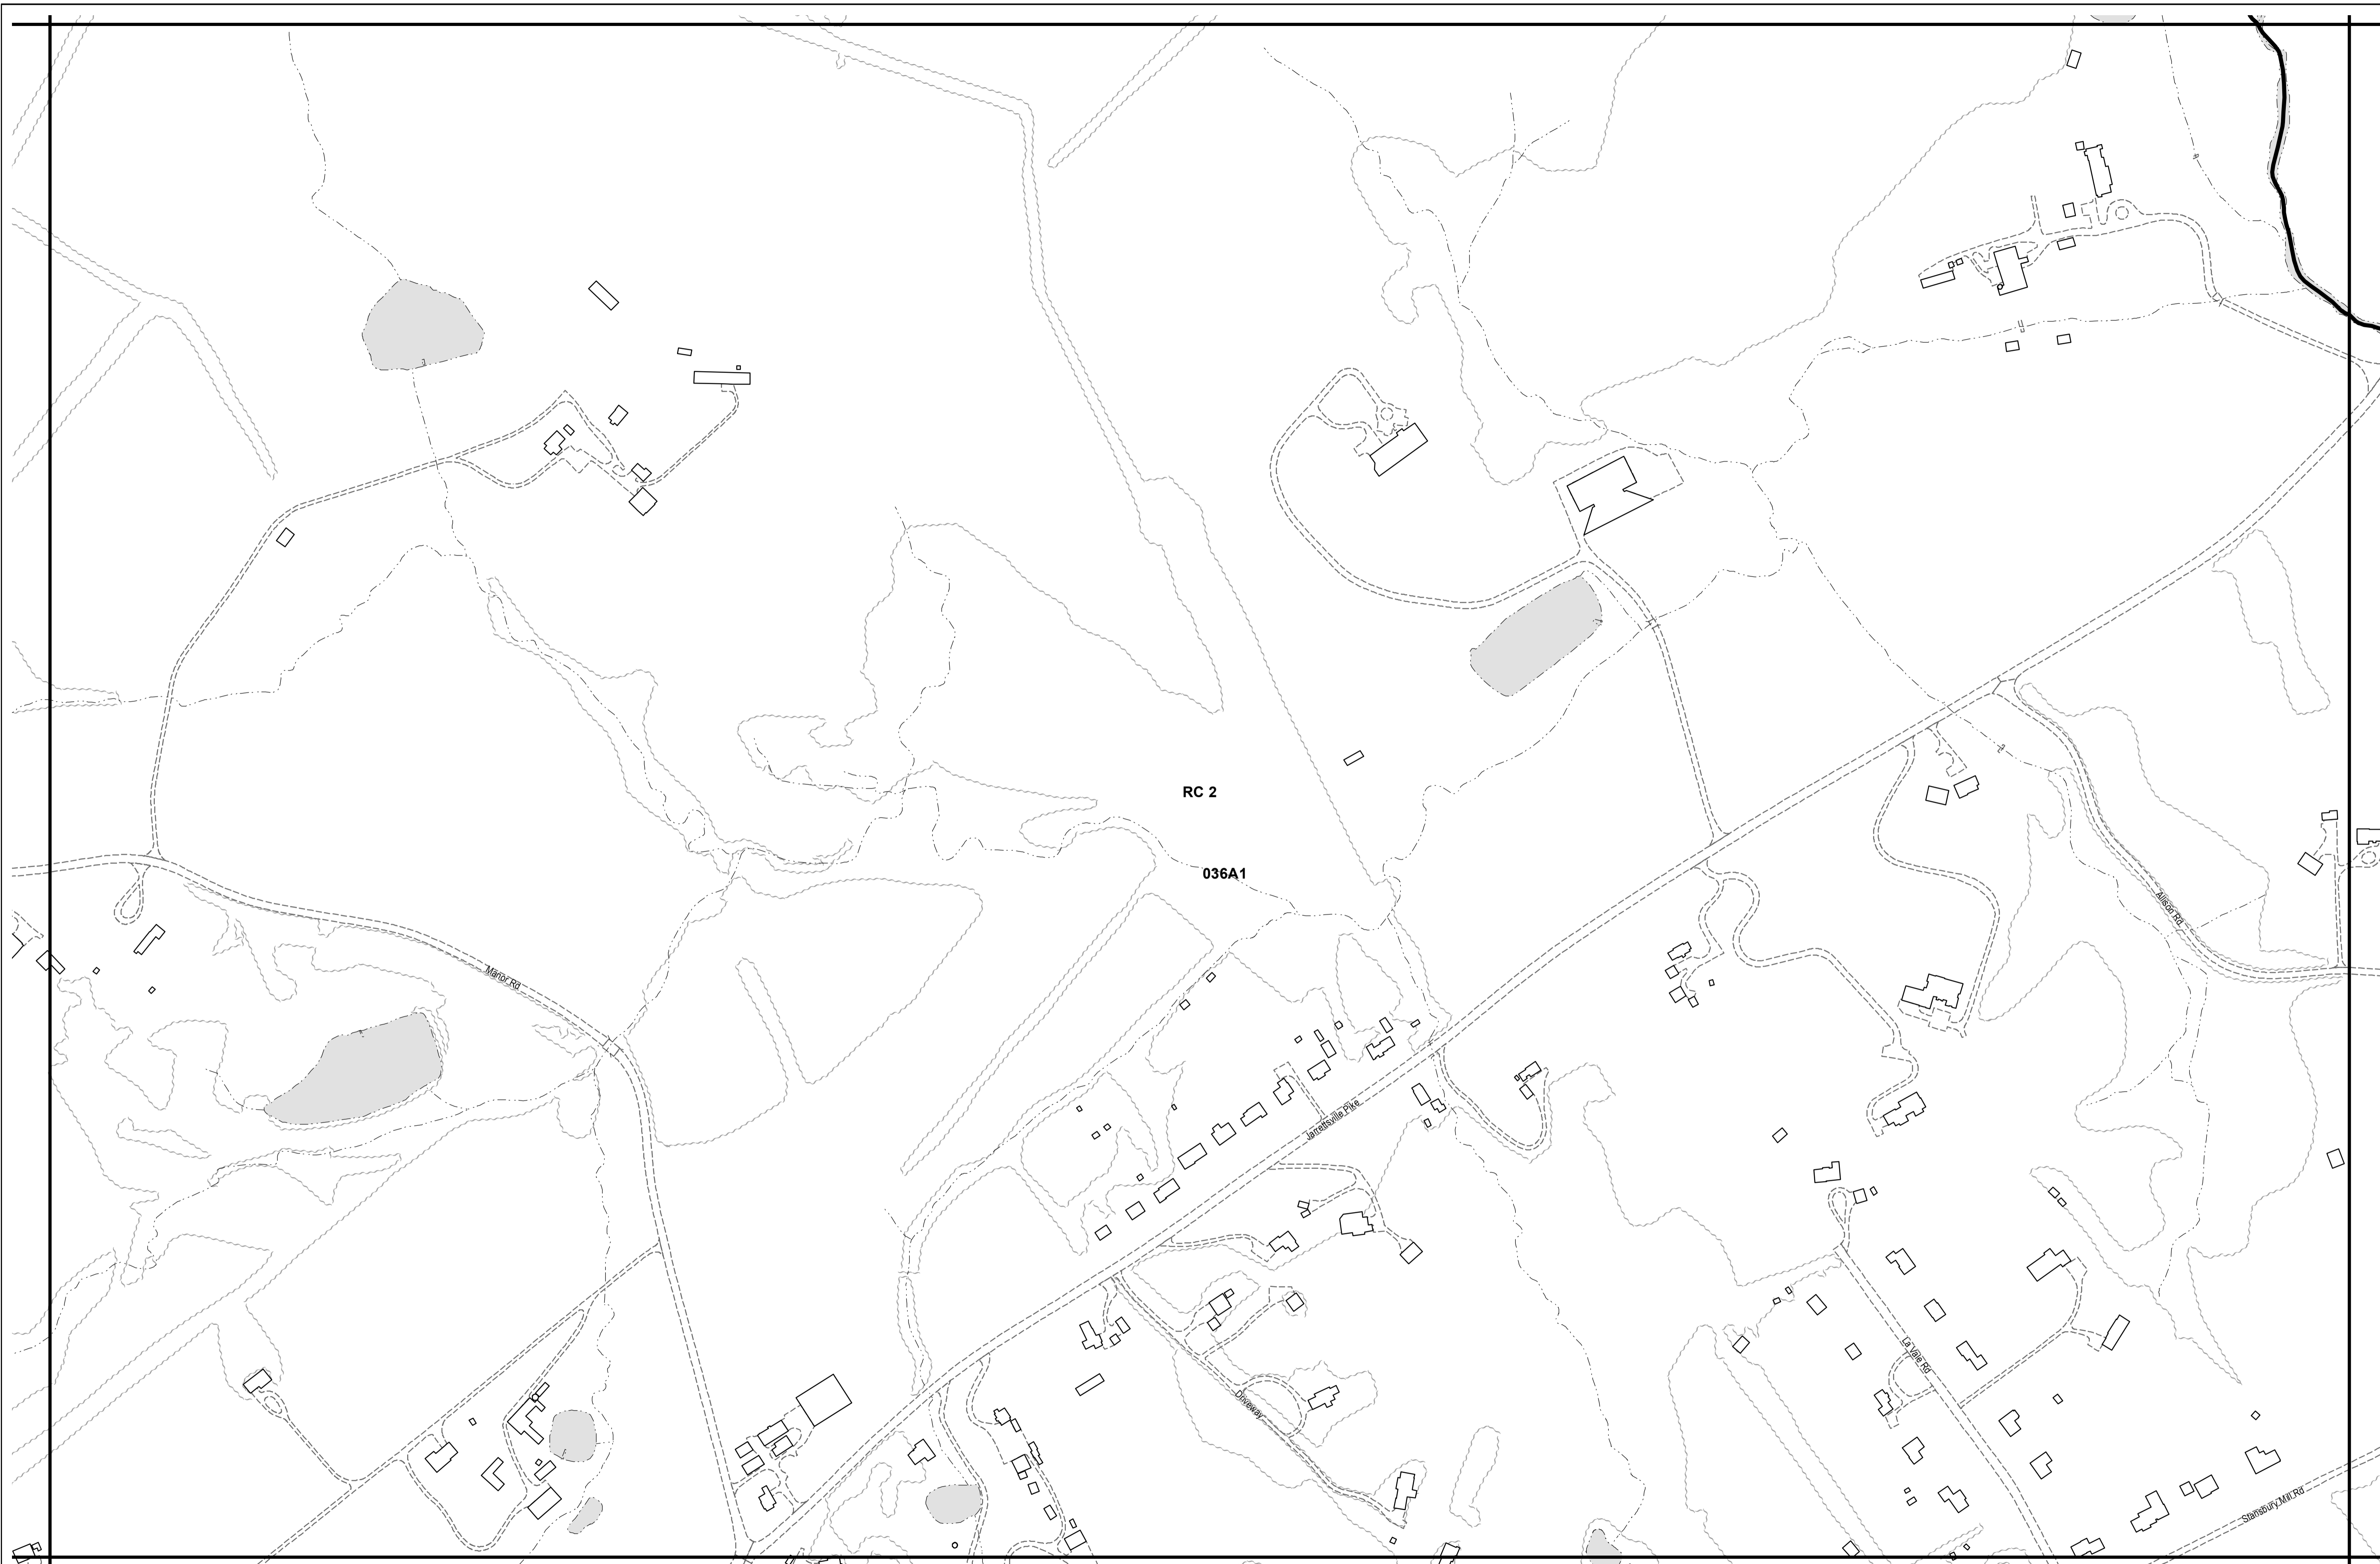 RC 2
036A1
Allison Rd
Manor Rd
Jarrettsville Pike
La Vale Rd
Driveway
Stansbury Mill Rd